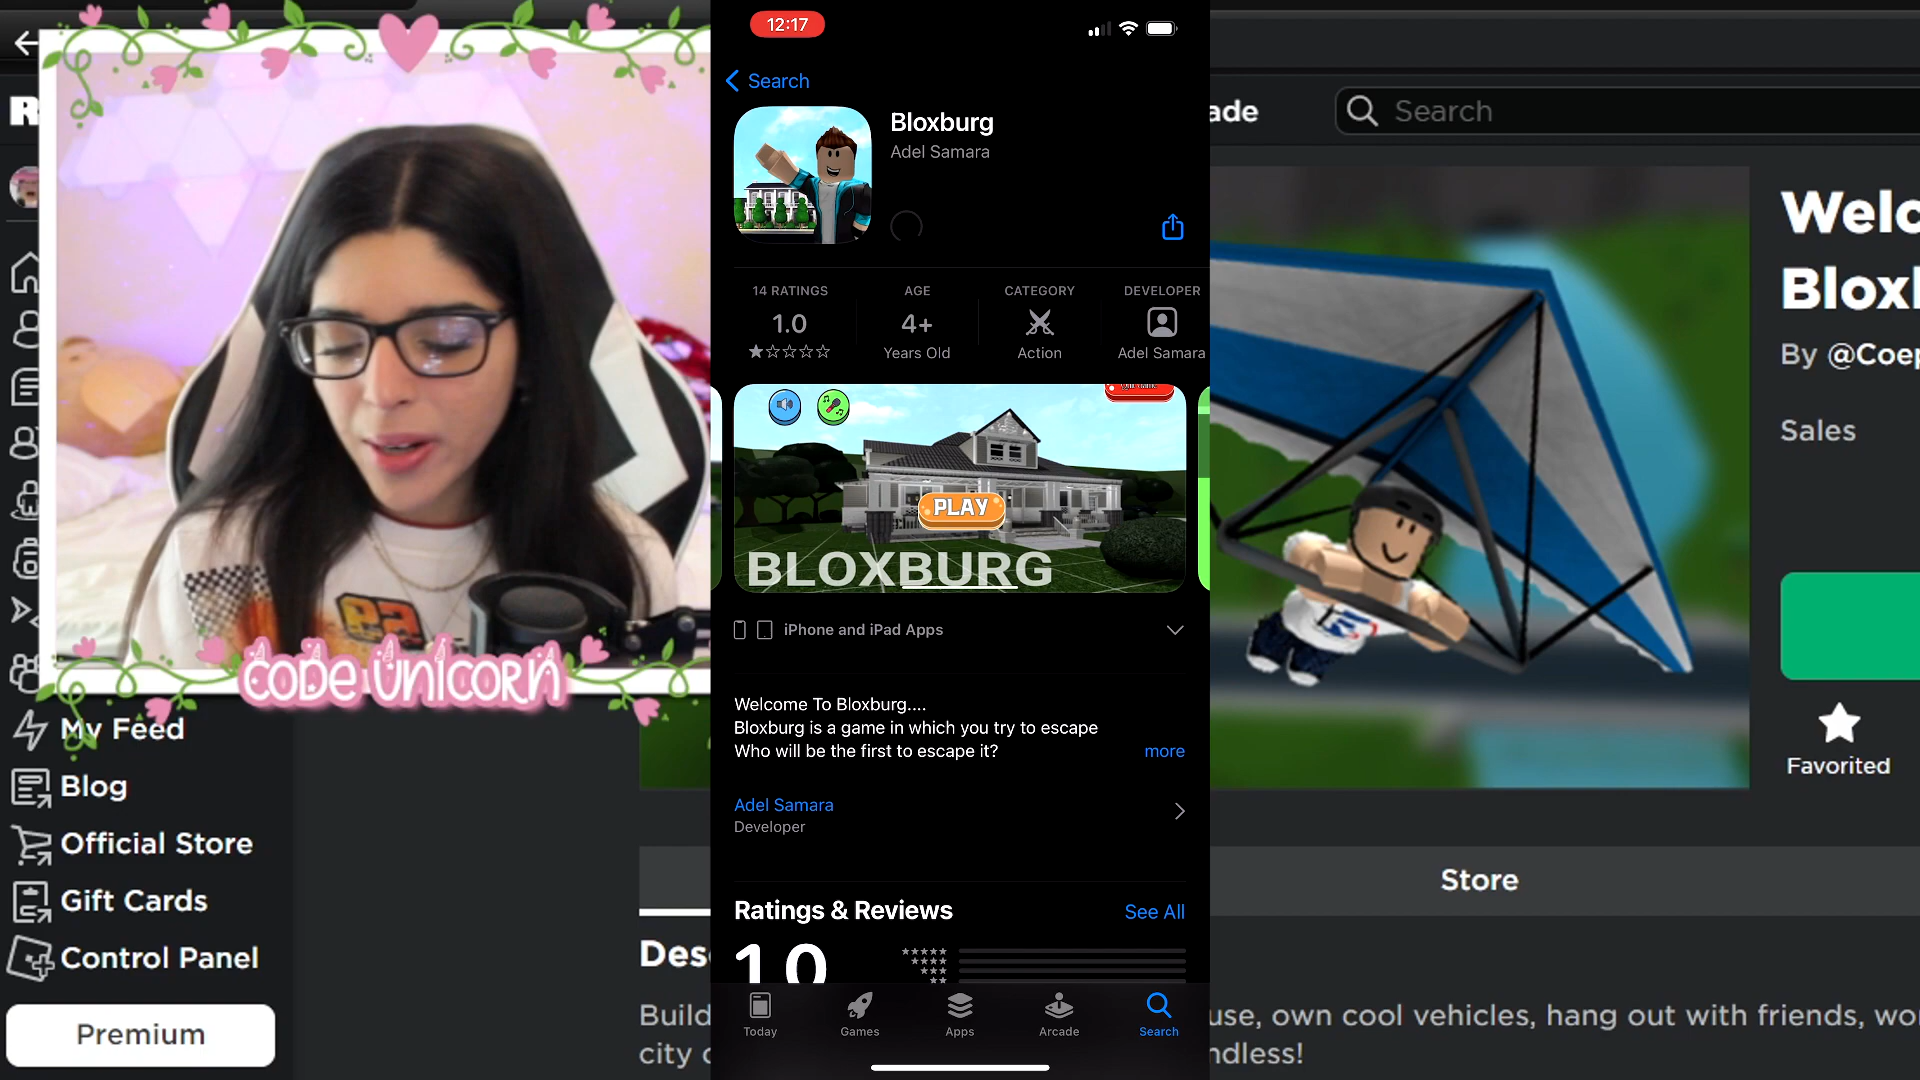 R
My Feed
Blog
Official Store
Gift Cards
Control Panel
Premium
CODE UNICORN
12:17
Search
Bloxburg
Adel Samara
14 RATINGS
1.0
AGE
4+
Years Old
CATEGORY
Action
DEVELOPER
Adel Samara
PLAY
BLOXBURG
iPhone and iPad Apps
Welcome To Bloxburg....
Bloxburg is a game in which you try to escape
Who will be the first to escape it?
more
Adel Samara
Developer
Ratings & Reviews
See All
1.0
Today
Games
Apps
Arcade
Search
ade
Search
Welc
Blox
By @Coep
Sales
Favorited
Store
Des
Build
use, own cool vehicles, hang out with friends, wo
city
ndless!